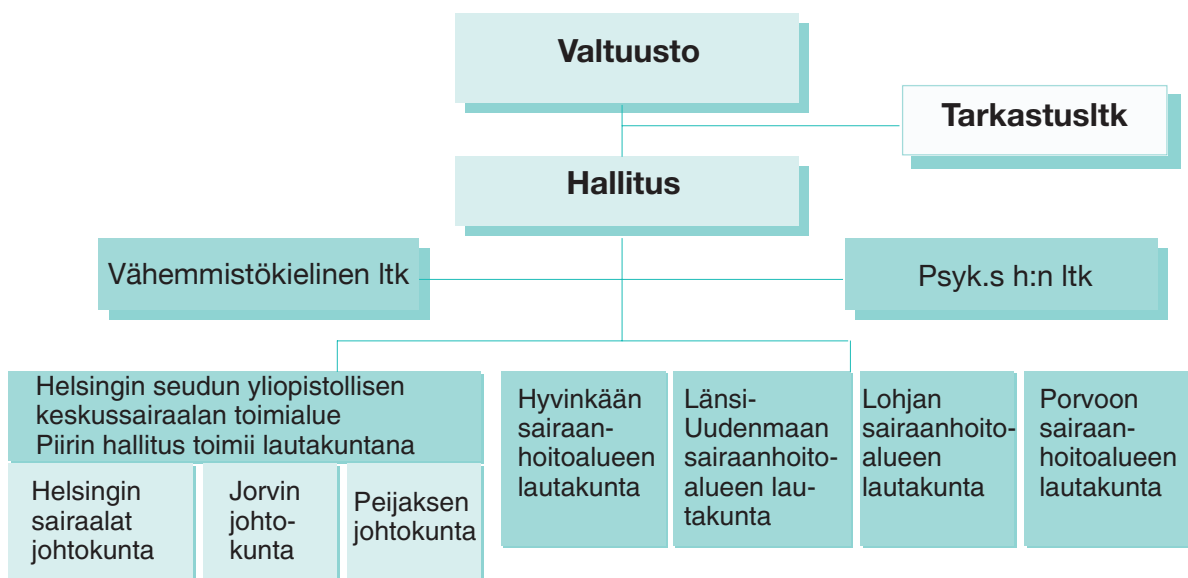 Valtuusto
Tarkastusltk
Hallitus
Vähemmistökielinen ltk
Psyk.s h:n ltk
Helsingin seudun yliopistollisen
keskussairaalan toimialue
Piirin hallitus toimii lautakuntana
Helsingin
sairaalat
johtokunta
Jorvin
johto-
kunta
Peijaksen
johtokunta
Hyvinkään
sairaan-
hoitoalueen
lautakunta
Länsi-
Uudenmaan
sairaanhoito-
alueen lau-
takunta
Lohjan
sairaanhoito-
alueen
lautakunta
Porvoon
sairaan-
hoitoalueen
lautakunta